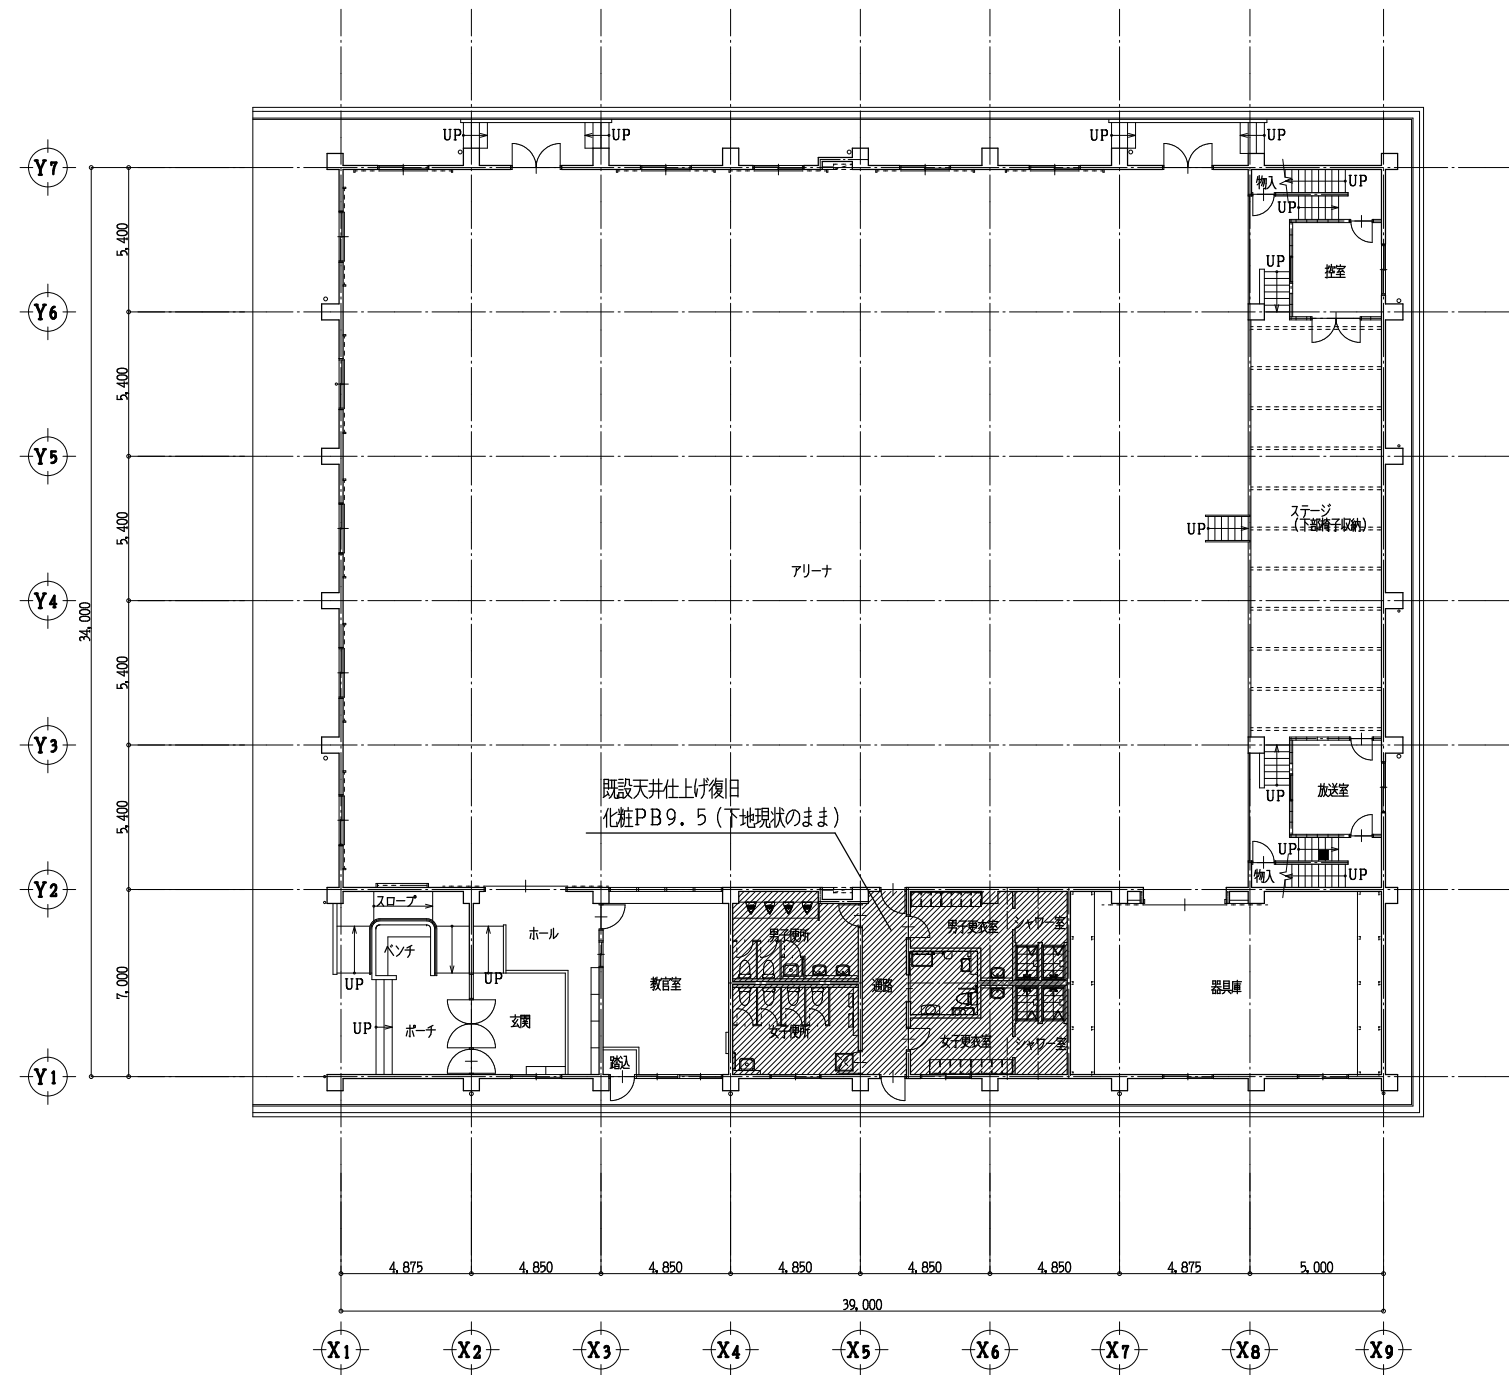 UP
UP
UP
UP
Y7
物入
UP
UP
5,400
UP
控室
Y6
5,400
Y5
ステージ
(下部椅子収納)
UP
5,400
アリーナ
Y4
34,000
5,400
Y3
既設天井仕上げ復旧
化粧PB9.5(下地現状のまま)
放送室
UP
5,400
UP
物入
UP
Y2
スロープ
ホール
ベンチ
男子便所
男子更衣室
シャワー室
UP
UP
7,000
教官室
通路
器具庫
UP
ポーチ
玄関
女子便所
女子更衣室
シャワー室
踏込
Y1
4,875
4,850
4,850
4,850
4,850
4,850
4,875
5,000
39,000
X1
X2
X3
X4
X5
X6
X7
X8
X9